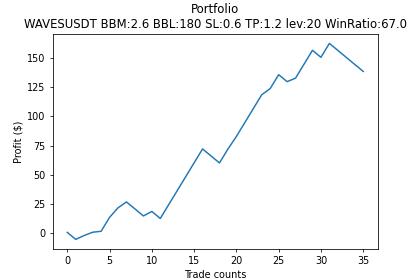 Portfolio
WAVESUSDT BBM:2.6 BBL:180 SL:0.6 TP:1.2 lev:20 WinRatio:67.0
150
125
100
75
50
25
0
Profit ($)
0 5 10 15 20 25 30 35
Trade counts